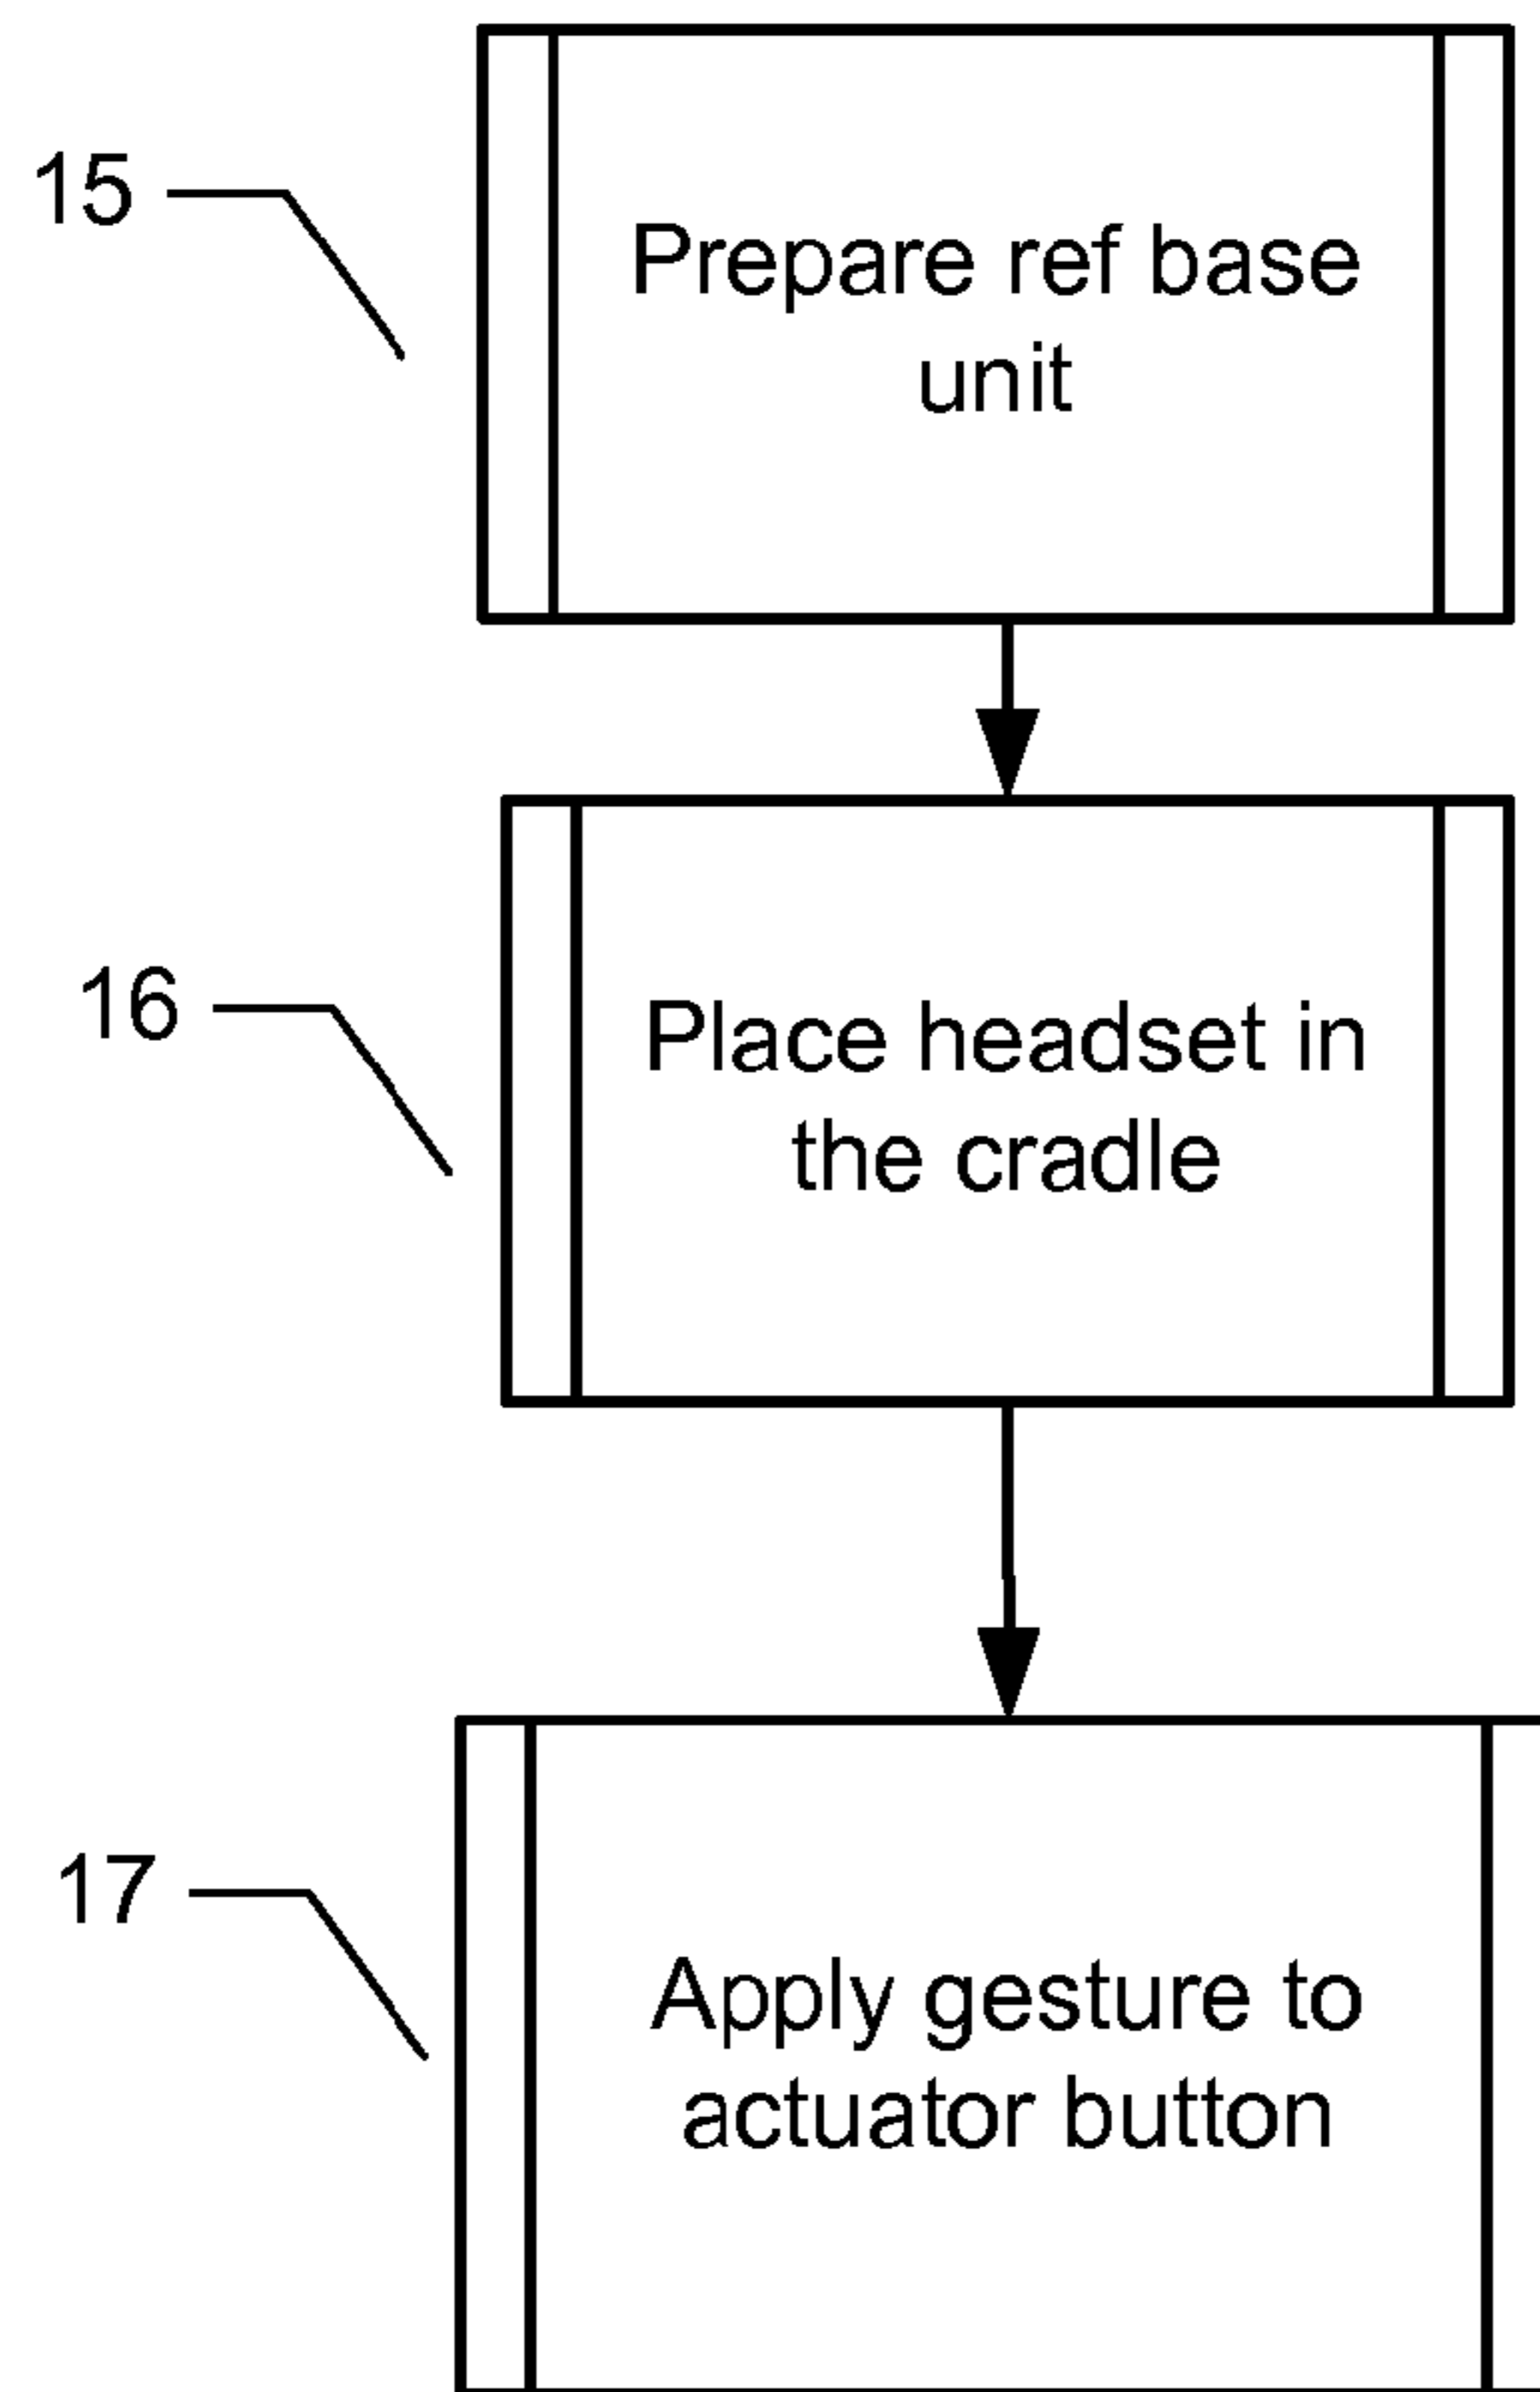 15
Prepare ref base
unit
16
Place headset in
the cradle
17
Apply gesture to
actuator button